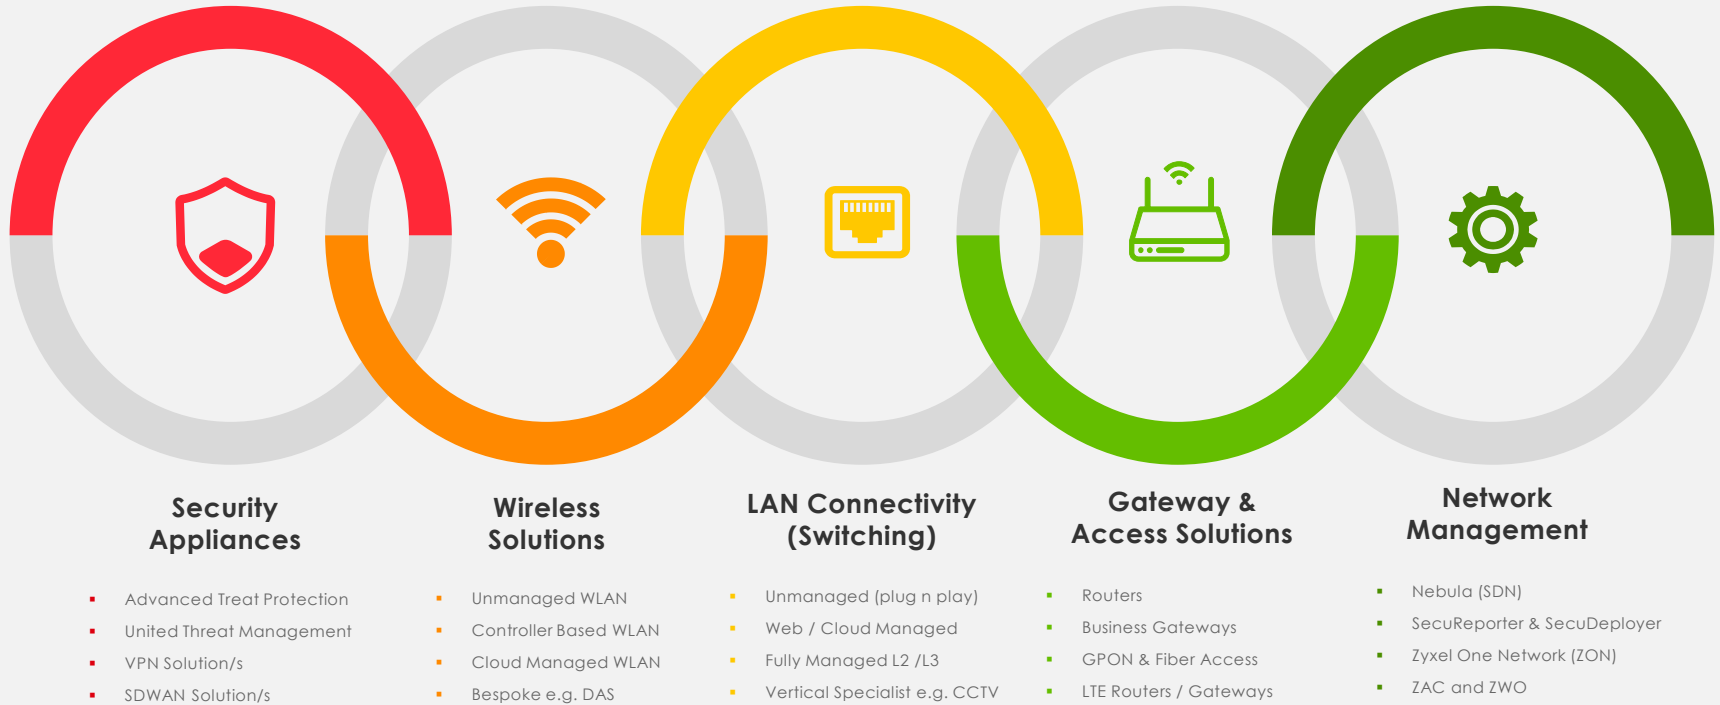 Security
Appliances
Advanced Treat Protection
United Threat Management
VPN Solution/s
SDWAN Solution/s
Wireless
Solutions
Unmanaged WLAN
Controller Based WLAN
Cloud Managed WLAN
Bespoke e.g. DAS
LAN Connectivity
(Switching)
Unmanaged (plug n play)
Web / Cloud Managed
Fully Managed L2 /L3
Vertical Specialist e.g. CCTV
Gateway &
Access Solutions
Routers
Business Gateways
GPON & Fiber Access
LTE Routers / Gateways
Network
Management
Nebula (SDN)
SecuReporter & SecuDeployer
Zyxel One Network (ZON)
ZAC and ZWO